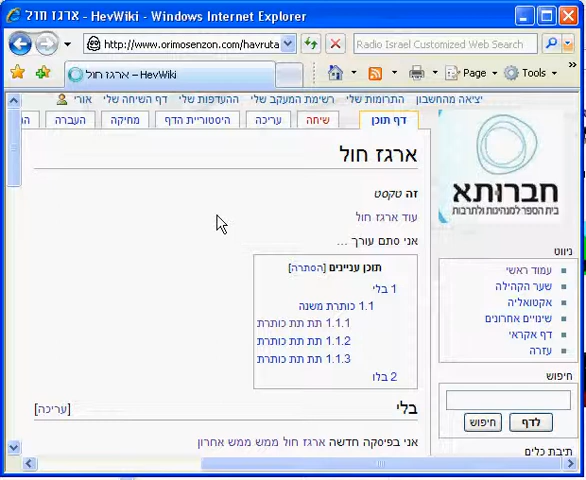 ארגז חול - HevWiki - Windows Internet Explorer
http://www.orimosenzon.com/havruta
Radio Israel Customized Web Search
ארגז חול – HevWiki
Page
Tools
אורי דף השיחה שלי ההעדפות שלי רשימת המעקב שלי התרומות שלי יציאה מהחשבון
דף תוכן שיחה עריכה היסטוריית הדף מחיקה העברה
ארגז חול
זה טקסט
עוד ארגז חול
אני סתם עורך ...
תוכן עניינים [הסתרה]
1 בלי
1.1 כותרת משנה
1.1.1 תת תת כותרת
1.1.2 תת תת כותרת
1.1.3 תת תת כותרת
2 בלו
בלי
[עריכה]
אני בפיסקה חדשה ארגז חול ממש ממש אחרון
חברותא
בית הספר למנהיגות ולתרבות
ניווט
עמוד ראשי
שער הקהילה
אקטואליה
שינויים אחרונים
דף אקראי
עזרה
חיפוש
לדף חיפוש
תיבת כלים